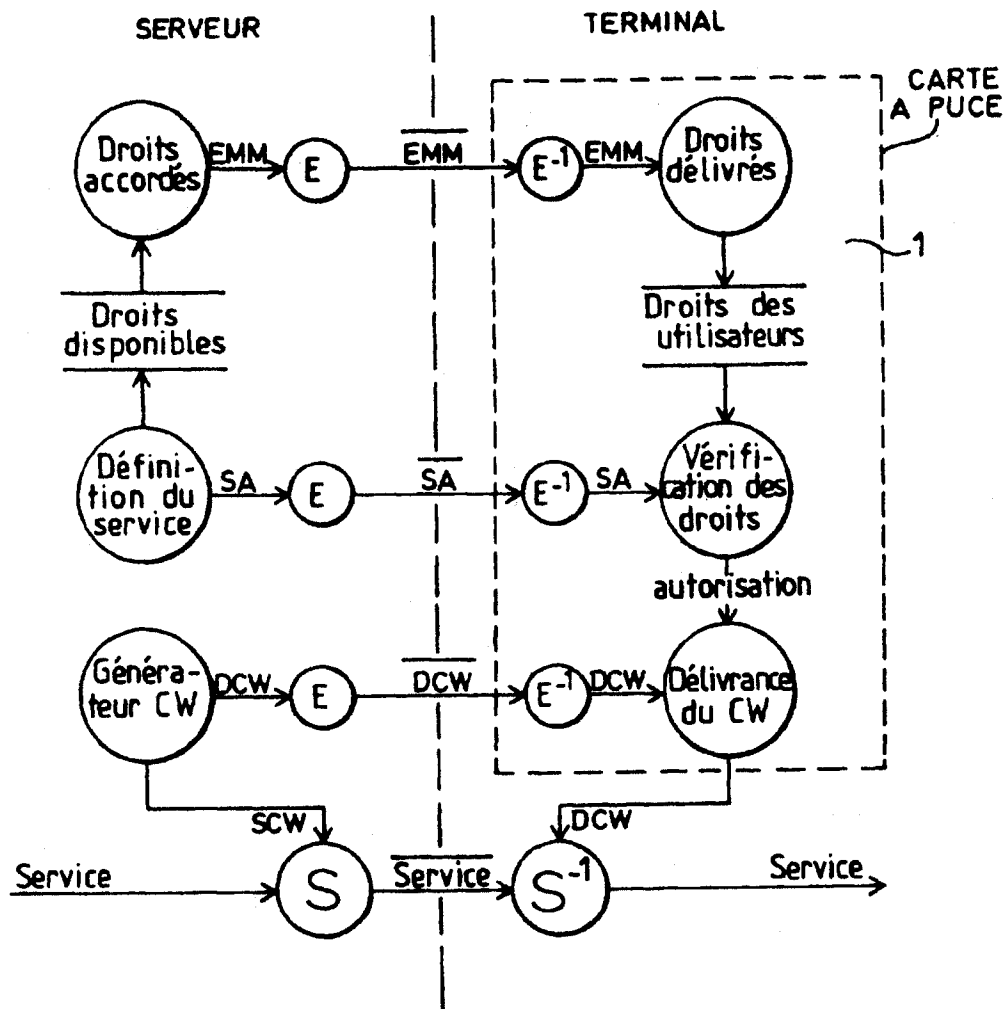 SERVEUR
TERMINAL
CARTE
A PUCE
Droits
accordés
EMM
E
EMM
E-1
EMM
Droits
délivrés
1
Droits
disponibles
Droits des
utilisateurs
Défini-
tion du
service
SA
E
SA
E-1
SA
Vérifi-
cation des
droits
autorisation
Généra-
teur CW
DCW
E
DCW
E-1
DCW
Délivrance
du CW
SCW
DCW
Service
S
Service
S-1
Service